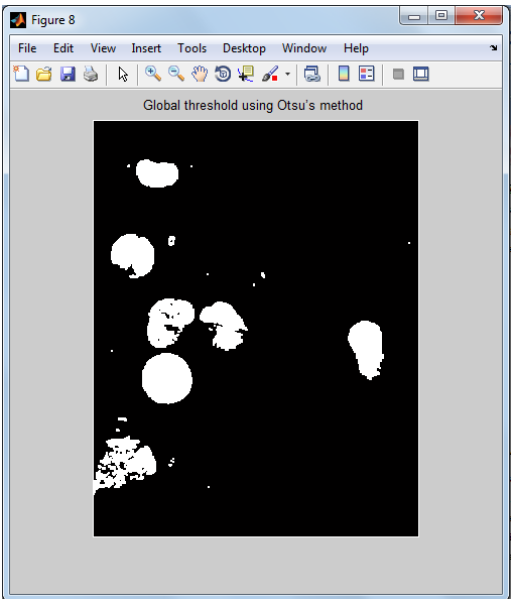 Figure 8
File Edit View Insert Tools Desktop Window Help
Global threshold using Otsu's method